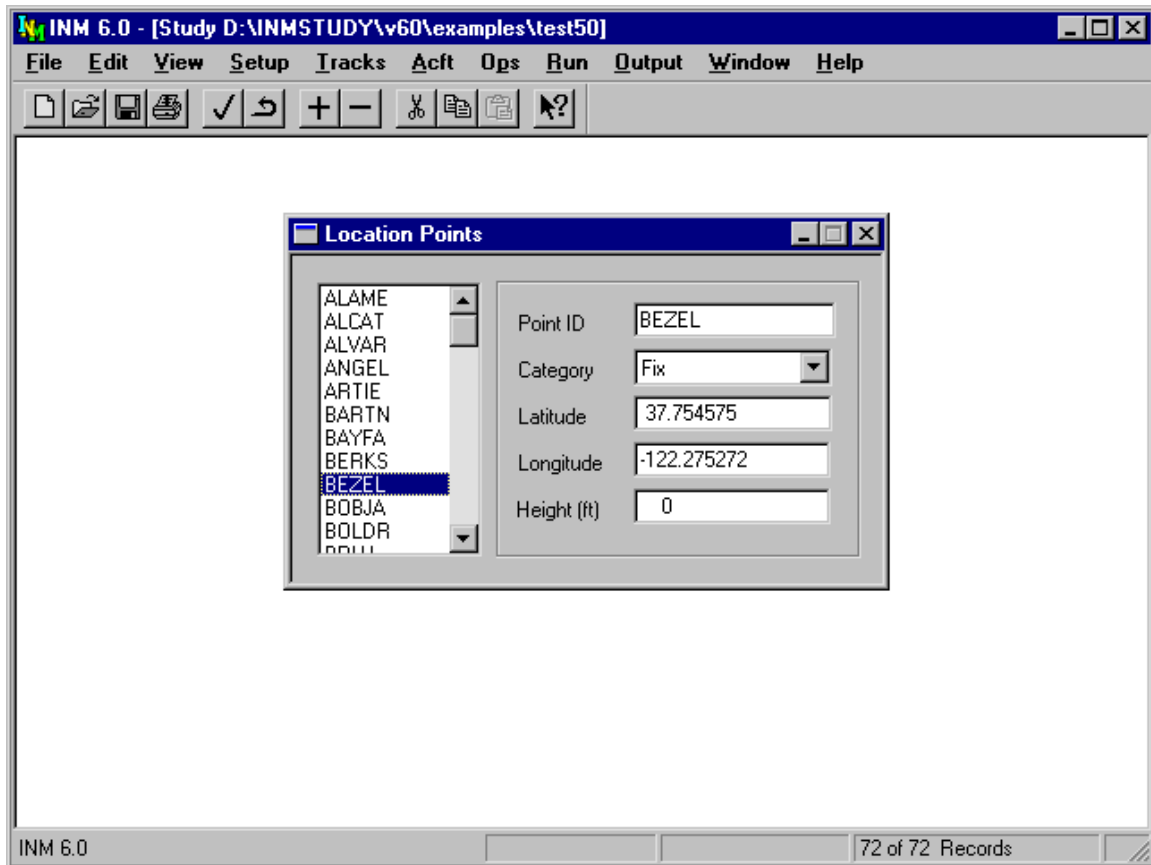 INM 6.0 - [Study D:\INMSTUDY\v60\examples\test50]
File Edit View Setup Tracks Acft Ops Run Output Window Help
Location Points
ALAME
ALCAT
ALVAR
ANGEL
ARTIE
BARTN
BAYFA
BERKS
BEZEL
BOBJA
BOLDR
Point ID BEZEL
Category Fix
Latitude 37.754575
Longitude -122.275272
Height (ft) 0
INM 6.0 72 of 72 Records